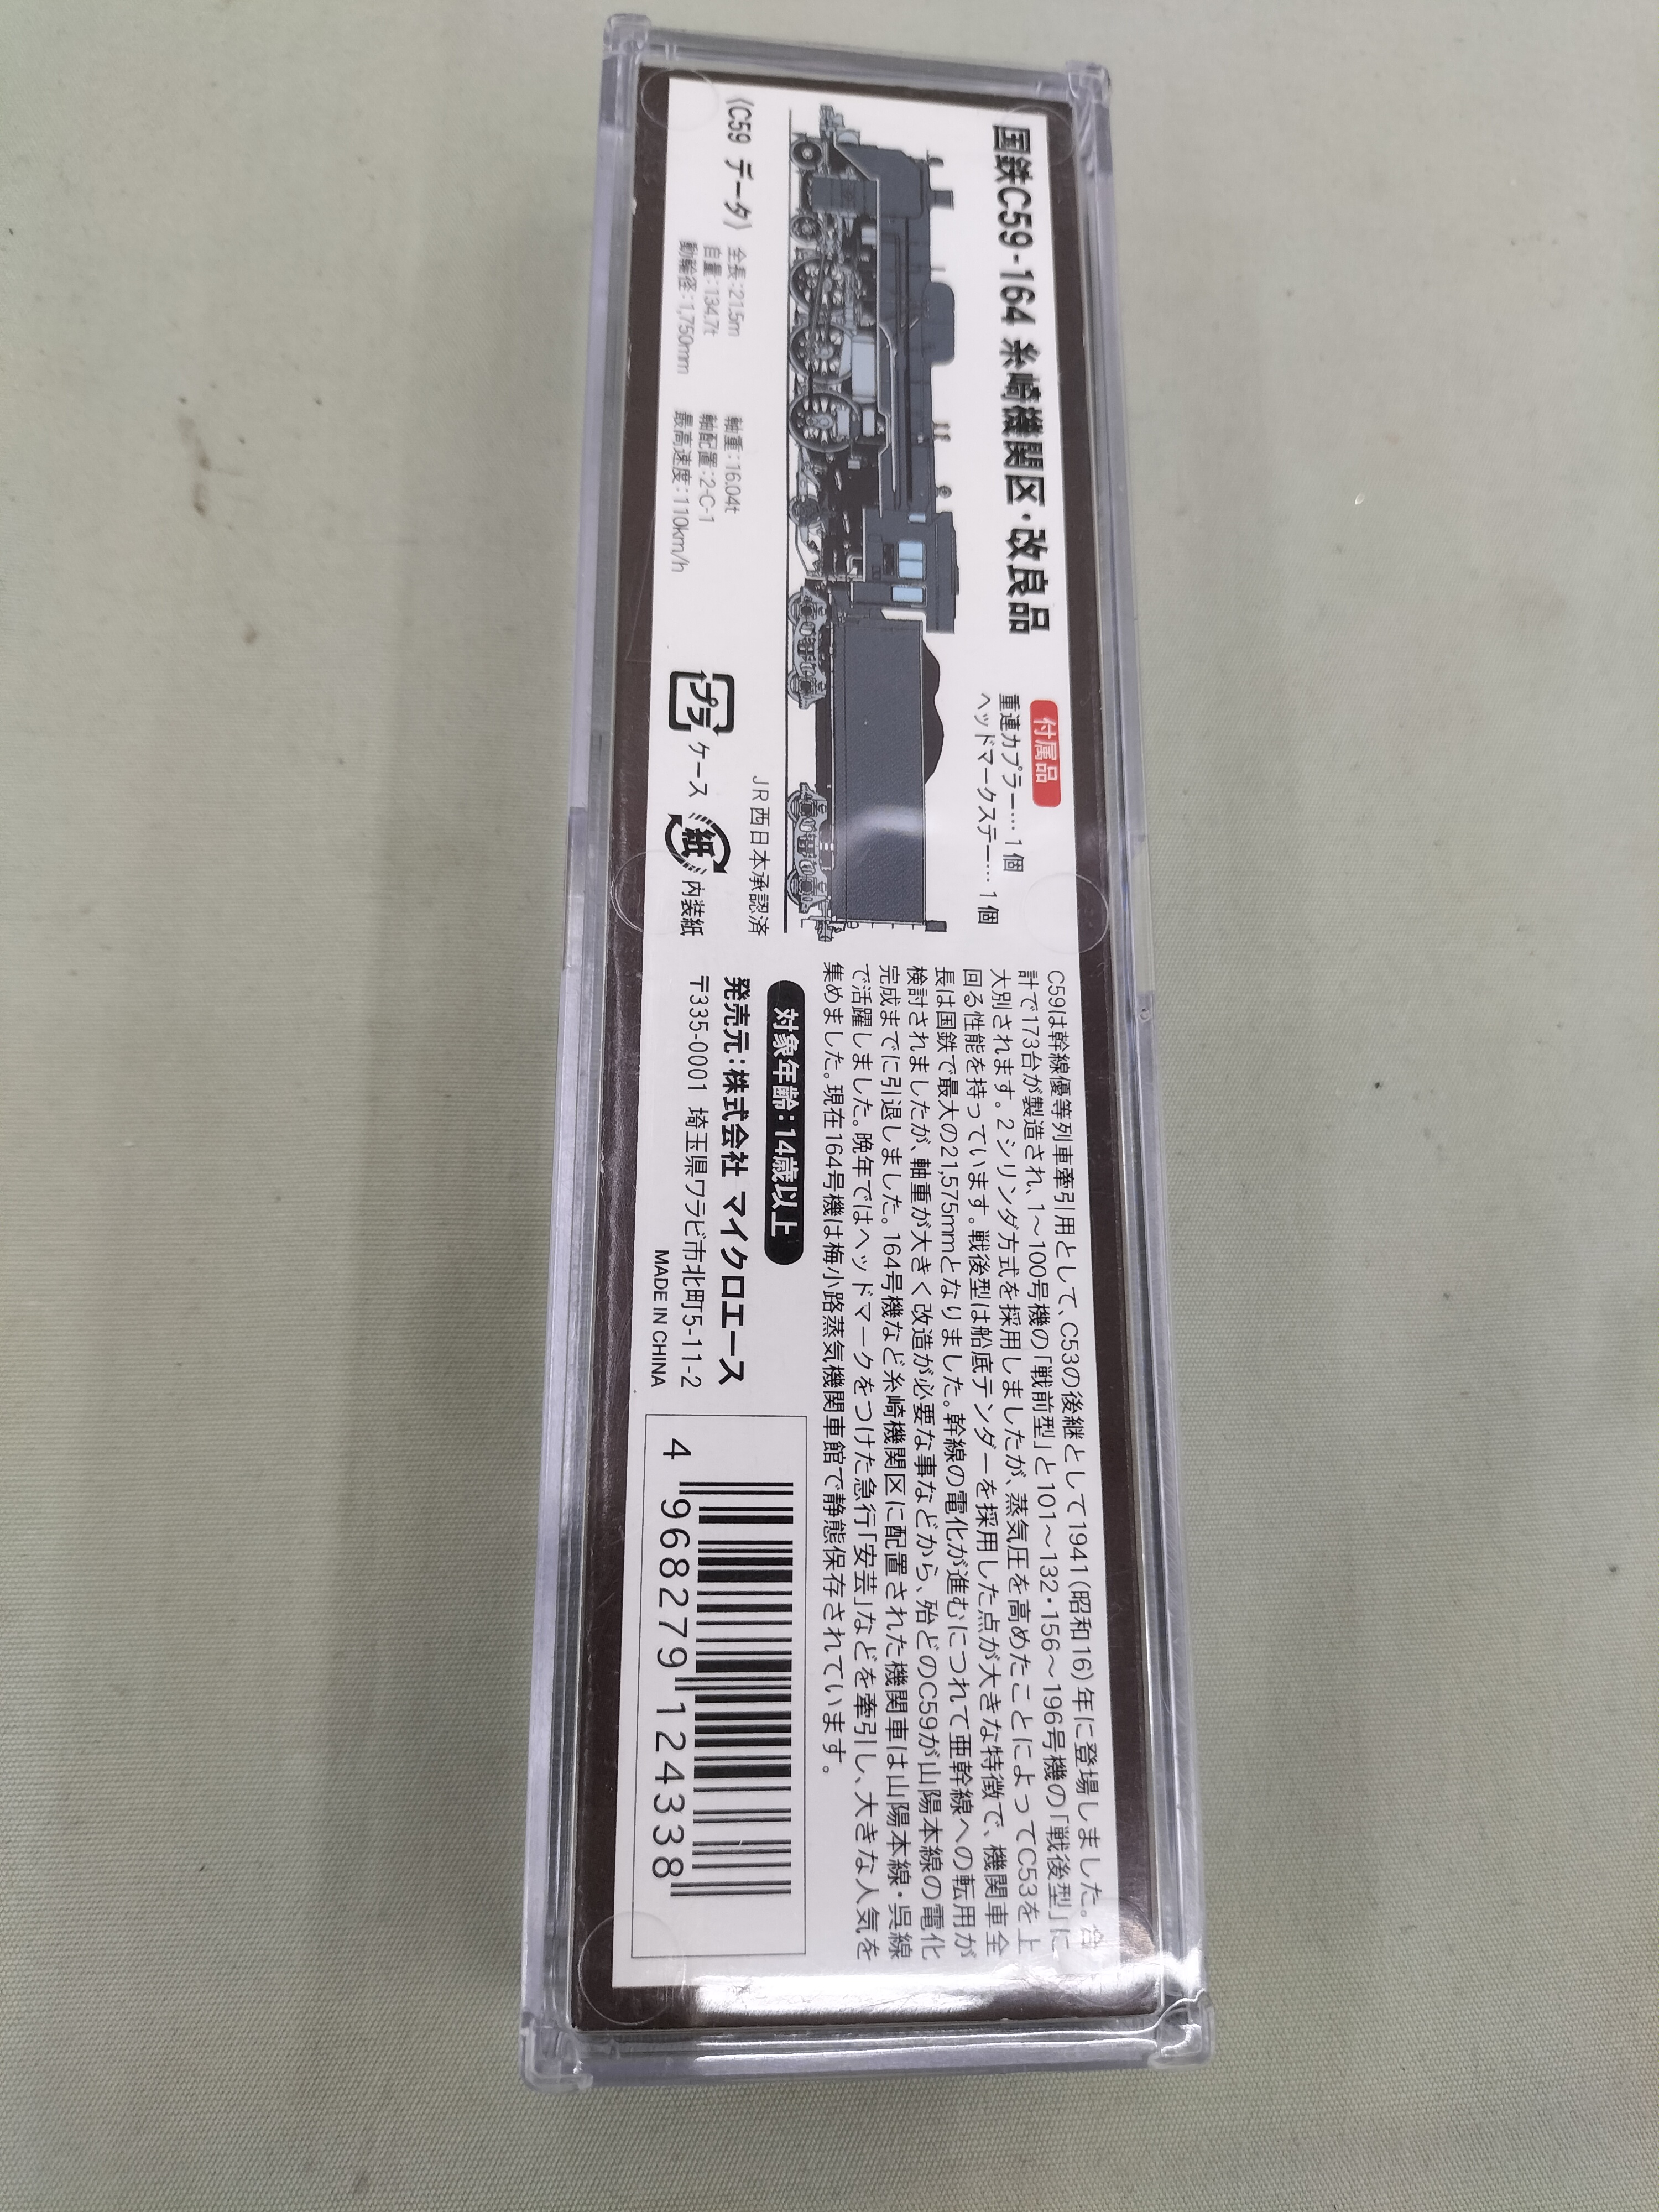 国鉄C59-164 糸崎機関区・改良品
付属品
重連カプラー… 1個
ヘッドマークステー… 1個
〈C59 データ〉
全長:21.5m
自量:134.7t
動輪径:1,750mm
軸重:16.04t
軸配置:2-C-1
最高速度:110km/h
JR西日本承認済
プラ ケース 紙 内装紙
C59は幹線優等列車牽引用として、C53の後継として1941(昭和16)年に登場しました。合
計で173台が製造され、1〜100号機の「戦前型」と101〜132・156〜196号機の「戦後型」に
大別されます。2シリンダ方式を採用しましたが、蒸気圧を高めたことによってC53を上
回る性能を持っています。戦後型は船底テンダーを採用した点が大きな特徴で、機関車全
長は国鉄で最大の21,575mmとなりました。幹線の電化が進むにつれて亜幹線への転用が
検討されましたが、軸重が大きく改造が必要な事などから、殆どのC59が山陽本線の電化
完成までに引退しました。164号機など糸崎機関区に配置された機関車は山陽本線・呉線
で活躍しました。晩年ではヘッドマークをつけた急行「安芸」などを牽引し、大きな人気を
集めました。現在164号機は梅小路蒸気機関車館で静態保存されています。
対象年齢:14歳以上
発売元:株式会社 マイクロエース
〒335-0001 埼玉県ワラビ市北町5-11-2
MADE IN CHINA
4 968279 124338